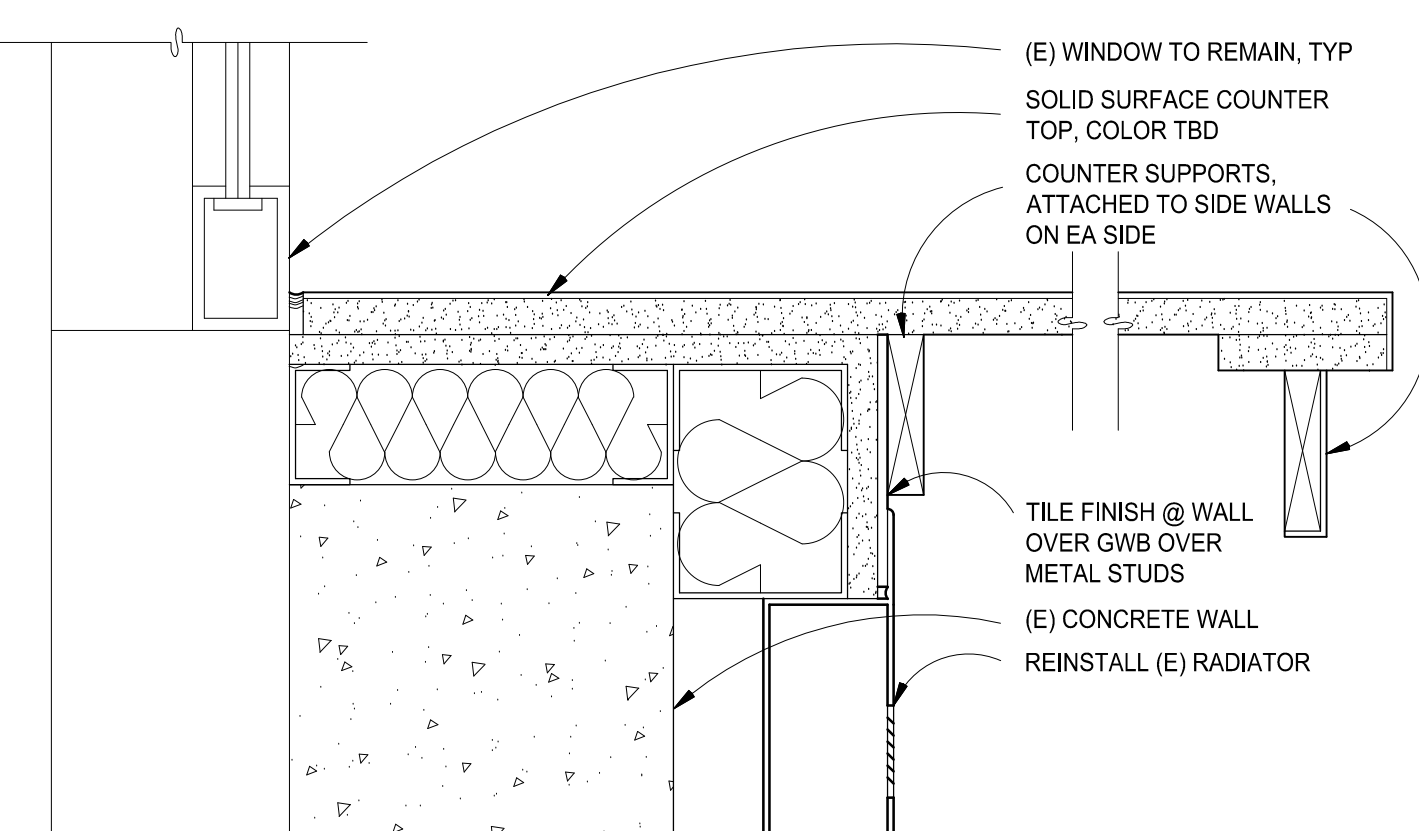 (E) WINDOW TO REMAIN, TYP
SOLID SURFACE COUNTER
TOP, COLOR TBD
COUNTER SUPPORTS,
ATTACHED TO SIDE WALLS
ON EA SIDE
TILE FINISH @ WALL
OVER GWB OVER
METAL STUDS
(E) CONCRETE WALL
REINSTALL (E) RADIATOR